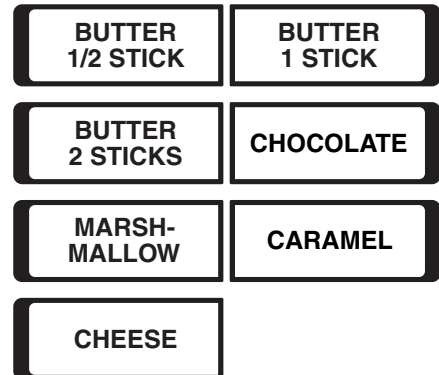 BUTTER
1/2 STICK
BUTTER
1 STICK
BUTTER
2 STICKS
CHOCOLATE
MARSH-
MALLOW
CARAMEL
CHEESE